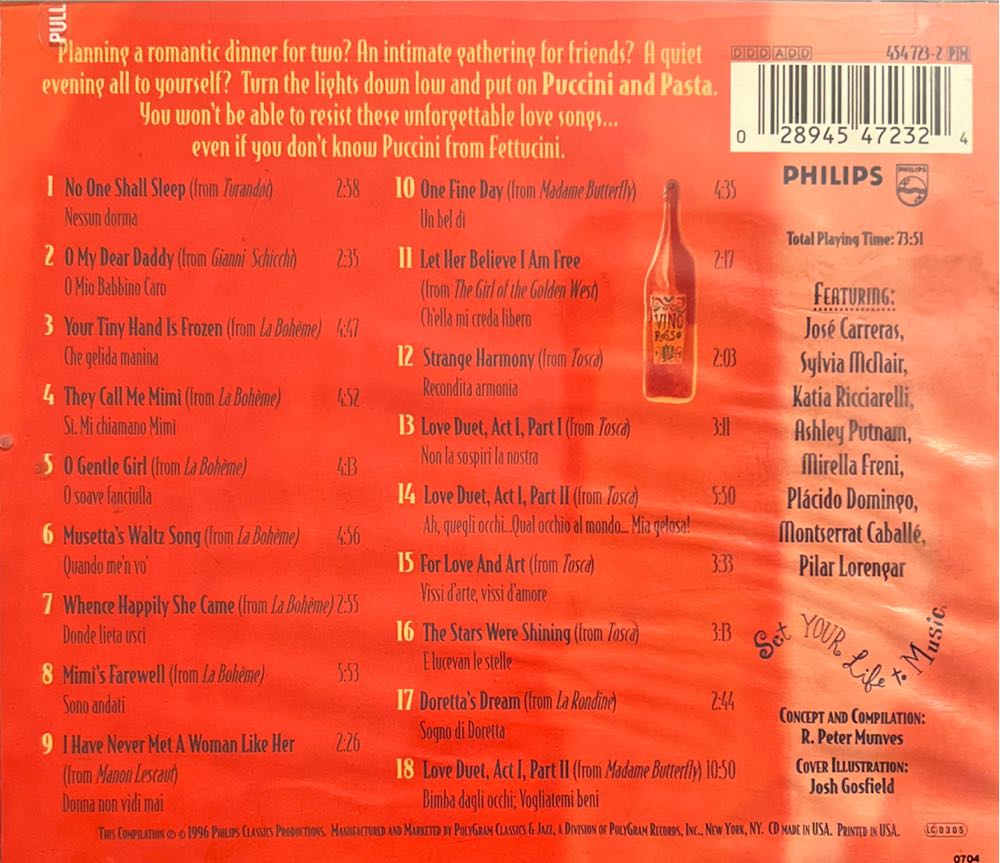 PULL
Planning a romantic dinner for two? An intimate gathering for friends? A quiet
evening all to yourself? Turn the lights down low and put on Puccini and Pasta.
You won't be able to resist these unforgettable love songs...
even if you don't know Puccini from Fettucini.
1 No One Shall Sleep (from Turandot) 2:58
Nessun dorma
2 O My Dear Daddy (from Gianni Schicchi) 2:35
O Mio Babbino Caro
3 Your Tiny Hand Is Frozen (from La Bohème) 4:47
Che gelida manina
4 They Call Me Mimì (from La Bohème) 4:52
Si. Mi chiamano Mimi
5 O Gentle Girl (from La Bohème) 4:13
O soave fanciulla
6 Musetta's Waltz Song (from La Bohème) 4:56
Quando me'n vo'
7 Whence Happily She Came (from La Bohème) 2:55
Donde lieta usci
8 Mimi's Farewell (from La Bohème) 5:53
Sono andati
9 I Have Never Met A Woman Like Her 2:26
(from Manon Lescaut)
Donna non vidi mai
10 One Fine Day (from Madame Butterfly) 4:35
Un bel di
11 Let Her Believe I Am Free 2:17
(from The Girl of the Golden West)
Ch'ella mi creda libero
12 Strange Harmony (from Tosca) 2:03
Recondita armonia
13 Love Duet, Act I, Part I (from Tosca) 3:11
Non la sospiri la nostra
14 Love Duet, Act I, Part II (from Tosca) 5:50
Ah, quegli occhi...Qual occhio al mondo... Mia gelosa!
15 For Love And Art (from Tosca) 3:33
Vissi d'arte, vissi d'amore
16 The Stars Were Shining (from Tosca) 3:13
E lucevan le stelle
17 Doretta's Dream (from La Rondine) 2:44
Sogno di Doretta
18 Love Duet, Act I, Part II (from Madame Butterfly) 10:50
Bimba dagli occhi; Vogliatemi beni
VINO
ROSSO
DDD ADD 454 723-2 PIM
0 28945 47232 4
PHILIPS PHILIPS
Total Playing Time: 73:51
FEATURING:
José Carreras,
Sylvia McNair,
Katia Ricciarelli,
Ashley Putnam,
Mirella Freni,
Plácido Domingo,
Montserrat Caballé,
Pilar Lorengar
Set YOUR Life to Music.
CONCEPT AND COMPILATION:
R. Peter Munves
COVER ILLUSTRATION:
Josh Gosfield
THIS COMPILATION ℗ © 1996 PHILIPS CLASSICS PRODUCTIONS. MANUFACTURED AND MARKETED BY POLYGRAM CLASSICS & JAZZ, A DIVISION OF POLYGRAM RECORDS, INC., NEW YORK, NY. CD MADE IN USA. PRINTED IN USA. LC 0305
0704